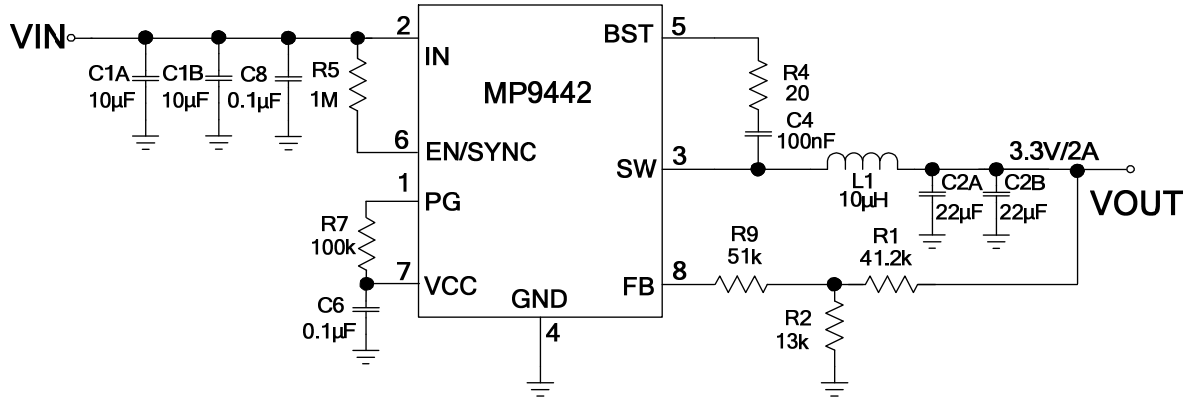 VIN
C1A
10µF
C1B
10µF
C8
0.1µF
R5
1M
2
IN
MP9442
BST
5
R4
20
C4
100nF
6
EN/SYNC
SW
3
L1
10µH
3.3V/2A
C2A
22µF
C2B
22µF
VOUT
1
PG
R7
100k
7
VCC
C6
0.1µF
GND
4
FB
8
R9
51k
R1
41.2k
R2
13k